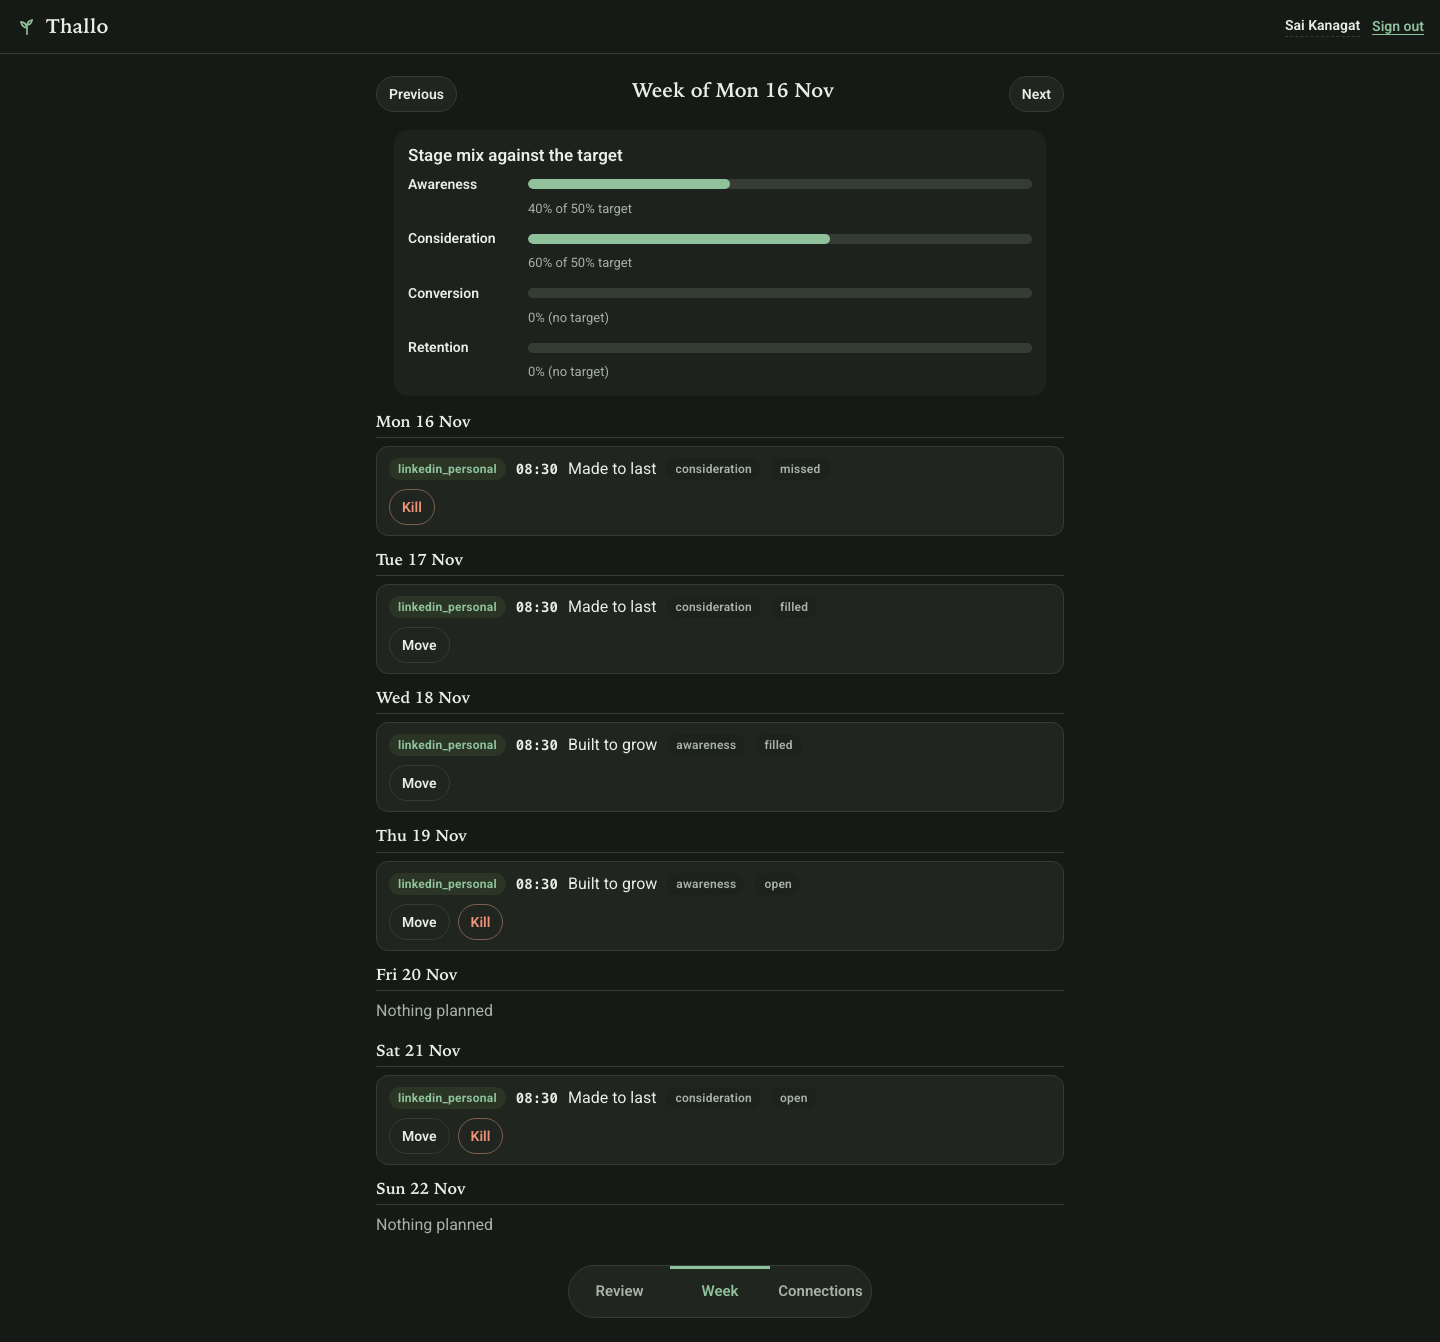 Thallo
Sai Kanagat Sign out
Previous Week of Mon 16 Nov Next
Stage mix against the target
Awareness
40% of 50% target
Consideration
60% of 50% target
Conversion
0% (no target)
Retention
0% (no target)
Mon 16 Nov
linkedin_personal 08:30 Made to last consideration missed
Kill
Tue 17 Nov
linkedin_personal 08:30 Made to last consideration filled
Move
Wed 18 Nov
linkedin_personal 08:30 Built to grow awareness filled
Move
Thu 19 Nov
linkedin_personal 08:30 Built to grow awareness open
Move Kill
Fri 20 Nov
Nothing planned
Sat 21 Nov
linkedin_personal 08:30 Made to last consideration open
Move Kill
Sun 22 Nov
Nothing planned
Review Week Connections